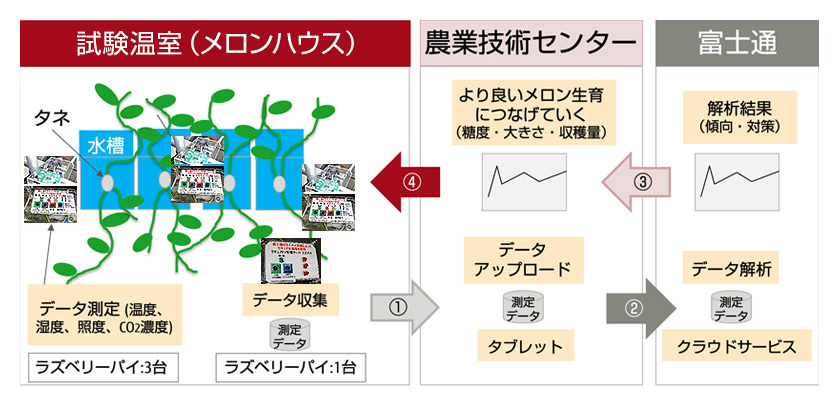 試験温室（メロンハウス）
タネ
水槽
データ測定 (温度、
湿度、照度、CO2濃度)
ラズベリーパイ:3台
データ収集
測定
データ
ラズベリーパイ:1台
①
④
農業技術センター
より良いメロン生育
につなげていく
（糖度・大きさ・収穫量）
データ
アップロード
測定
データ
タブレット
②
③
富士通
解析結果
（傾向・対策）
データ解析
測定
データ
クラウドサービス